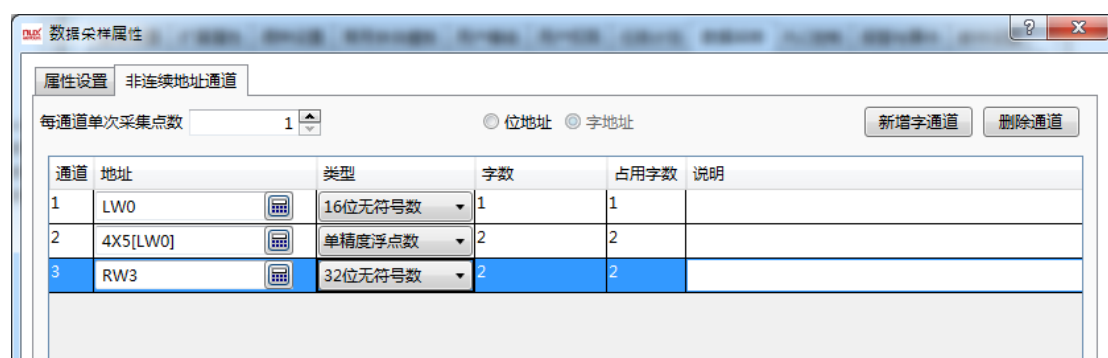 数据采样属性
属性设置 非连续地址通道
每通道单次采集点数 1 位地址 字地址 新增字通道 删除通道
通道 地址 类型 字数 占用字数 说明
1 LW0 16位无符号数 1 1
2 4X5[LW0] 单精度浮点数 2 2
3 RW3 32位无符号数 2 2